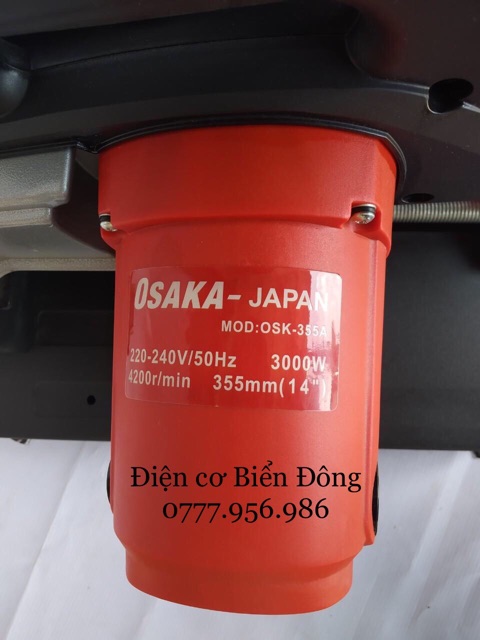 OSAKA- JAPAN
MOD:OSK-355A
220-240V/50Hz 3000W
4200r/min 355mm(14")
Điện cơ Biển Đông
0777.956.986